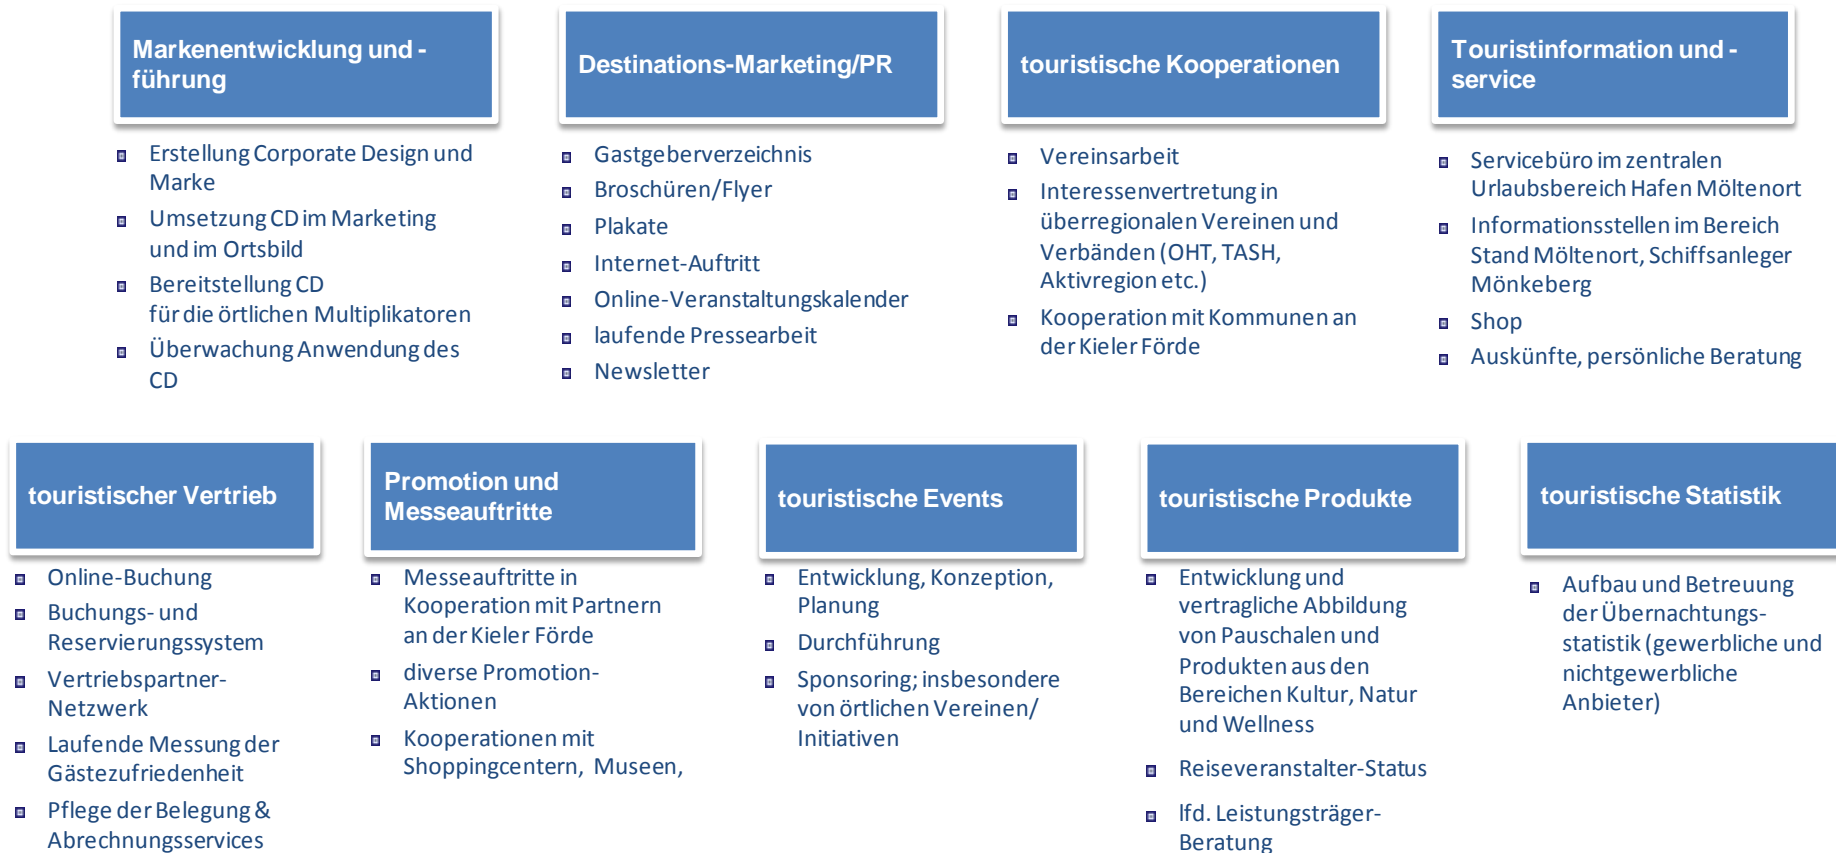 Markenentwicklung und -
führung
Erstellung Corporate Design und
Marke
Umsetzung CD im Marketing
und im Ortsbild
Bereitstellung CD
für die örtlichen Multiplikatoren
Überwachung Anwendung des
CD
Destinations-Marketing/PR
Gastgeberverzeichnis
Broschüren/Flyer
Plakate
Internet-Auftritt
Online-Veranstaltungskalender
laufende Pressearbeit
Newsletter
touristische Kooperationen
Vereinsarbeit
Interessenvertretung in
überregionalen Vereinen und
Verbänden (OHT, TASH,
Aktivregion etc.)
Kooperation mit Kommunen an
der Kieler Förde
Touristinformation und -
service
Servicebüro im zentralen
Urlaubsbereich Hafen Möltenort
Informationsstellen im Bereich
Stand Möltenort, Schiffsanleger
Mönkeberg
Shop
Auskünfte, persönliche Beratung
touristischer Vertrieb
Online-Buchung
Buchungs- und
Reservierungssystem
Vertriebspartner-
Netzwerk
Laufende Messung der
Gästezufriedenheit
Pflege der Belegung &
Abrechnungsservices
Promotion und
Messeauftritte
Messeauftritte in
Kooperation mit Partnern
an der Kieler Förde
diverse Promotion-
Aktionen
Kooperationen mit
Shoppingcentern, Museen,
touristische Events
Entwicklung, Konzeption,
Planung
Durchführung
Sponsoring; insbesondere
von örtlichen Vereinen/
Initiativen
touristische Produkte
Entwicklung und
vertragliche Abbildung
von Pauschalen und
Produkten aus den
Bereichen Kultur, Natur
und Wellness
Reiseveranstalter-Status
lfd. Leistungsträger-
Beratung
touristische Statistik
Aufbau und Betreuung
der Übernachtungs-
statistik (gewerbliche und
nichtgewerbliche
Anbieter)